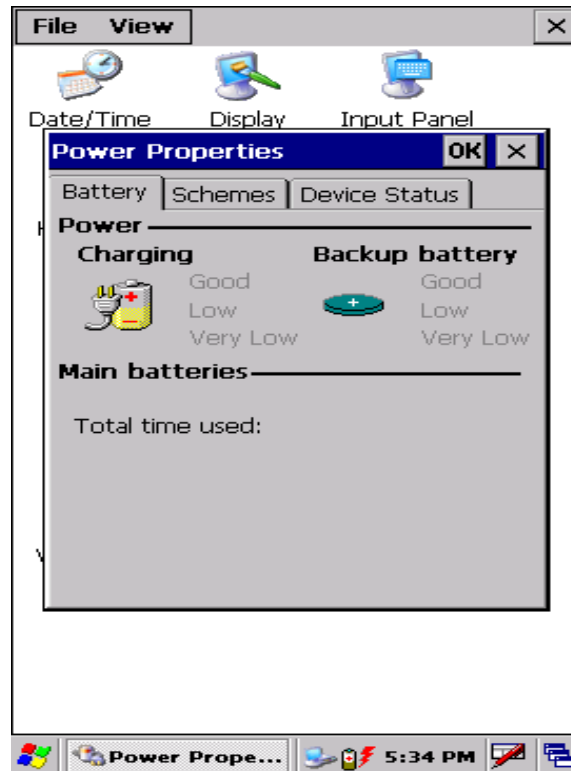 File View
Date/Time Display Input Panel
Power Properties OK
Battery Schemes Device Status
Power
Charging Backup battery
Good Good
Low Low
Very Low Very Low
Main batteries
Total time used:
Power Prope... 5:34 PM